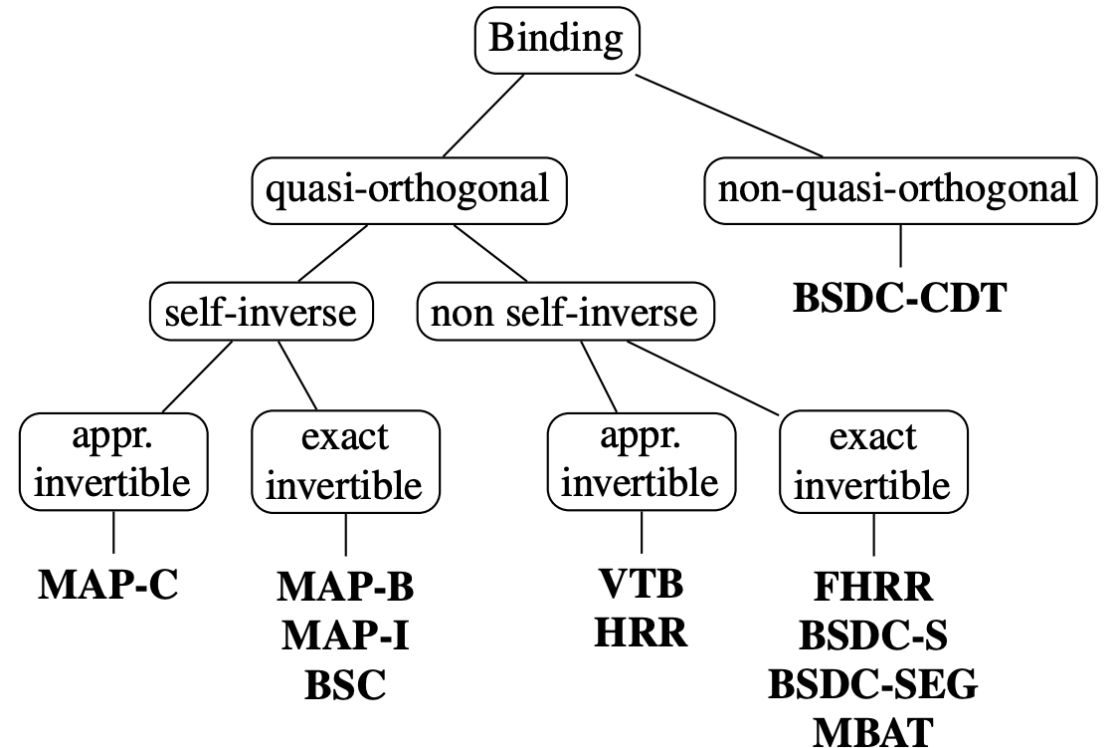 Binding
quasi-orthogonal
non-quasi-orthogonal
BSDC-CDT
self-inverse
non self-inverse
appr.
invertible
exact
invertible
appr.
invertible
exact
invertible
MAP-C
MAP-B
MAP-I
BSC
VTB
HRR
FHRR
BSDC-S
BSDC-SEG
MBAT